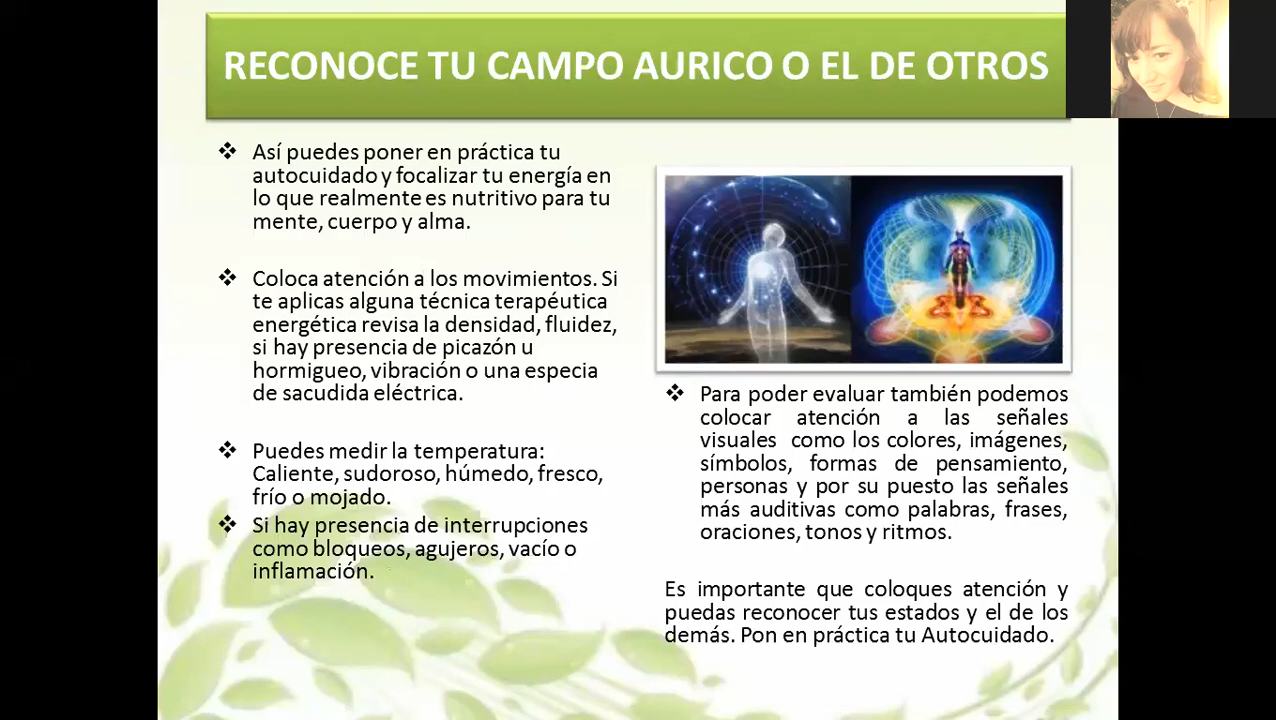 RECONOCE TU CAMPO AURICO O EL DE OTROS
Así puedes poner en práctica tu
autocuidado y focalizar tu energía en
lo que realmente es nutritivo para tu
mente, cuerpo y alma.
Coloca atención a los movimientos. Si
te aplicas alguna técnica terapéutica
energética revisa la densidad, fluidez,
si hay presencia de picazón u
hormigueo, vibración o una especia
de sacudida eléctrica.
Puedes medir la temperatura:
Caliente, sudoroso, húmedo, fresco,
frío o mojado.
Si hay presencia de interrupciones
como bloqueos, agujeros, vacío o
inflamación.
Para poder evaluar también podemos
colocar atención a las señales
visuales como los colores, imágenes,
símbolos, formas de pensamiento,
personas y por su puesto las señales
más auditivas como palabras, frases,
oraciones, tonos y ritmos.
Es importante que coloques atención y
puedas reconocer tus estados y el de los
demás. Pon en práctica tu Autocuidado.